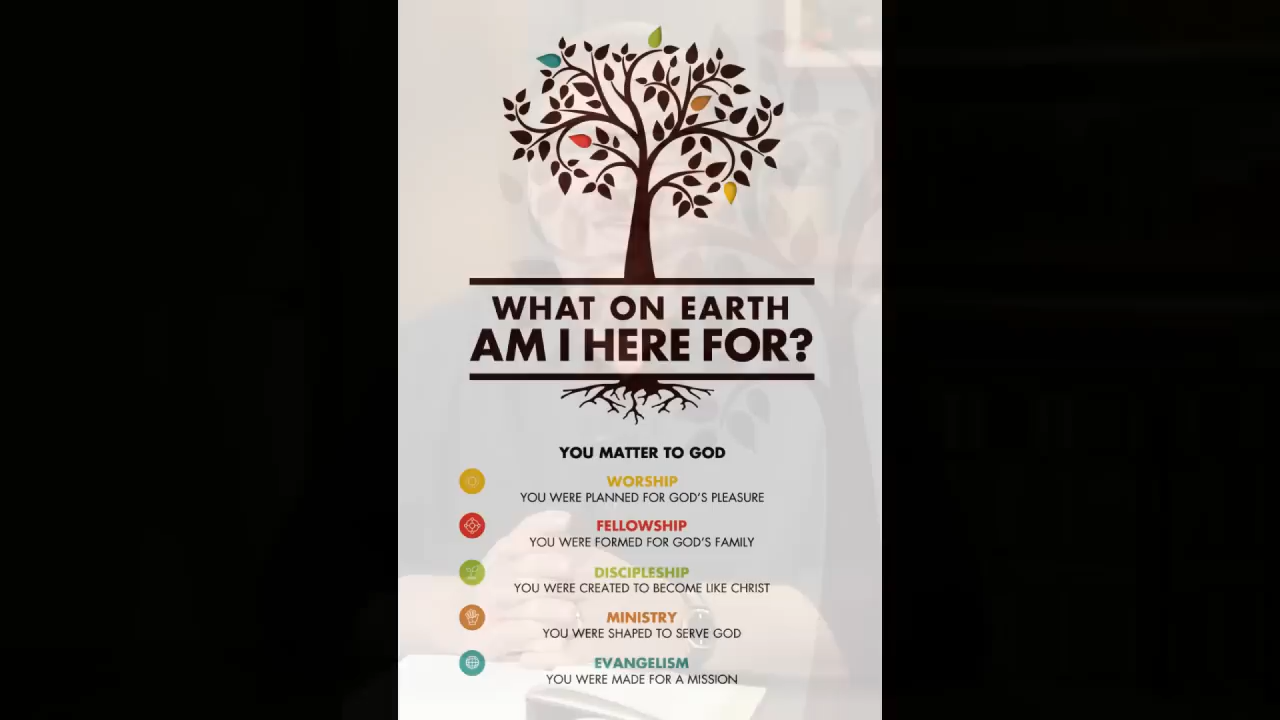 WHAT ON EARTH
AM I HERE FOR?
YOU MATTER TO GOD
WORSHIP
YOU WERE PLANNED FOR GOD'S PLEASURE
FELLOWSHIP
YOU WERE FORMED FOR GOD'S FAMILY
DISCIPLESHIP
YOU WERE CREATED TO BECOME LIKE CHRIST
MINISTRY
YOU WERE SHAPED TO SERVE GOD
EVANGELISM
YOU WERE MADE FOR A MISSION